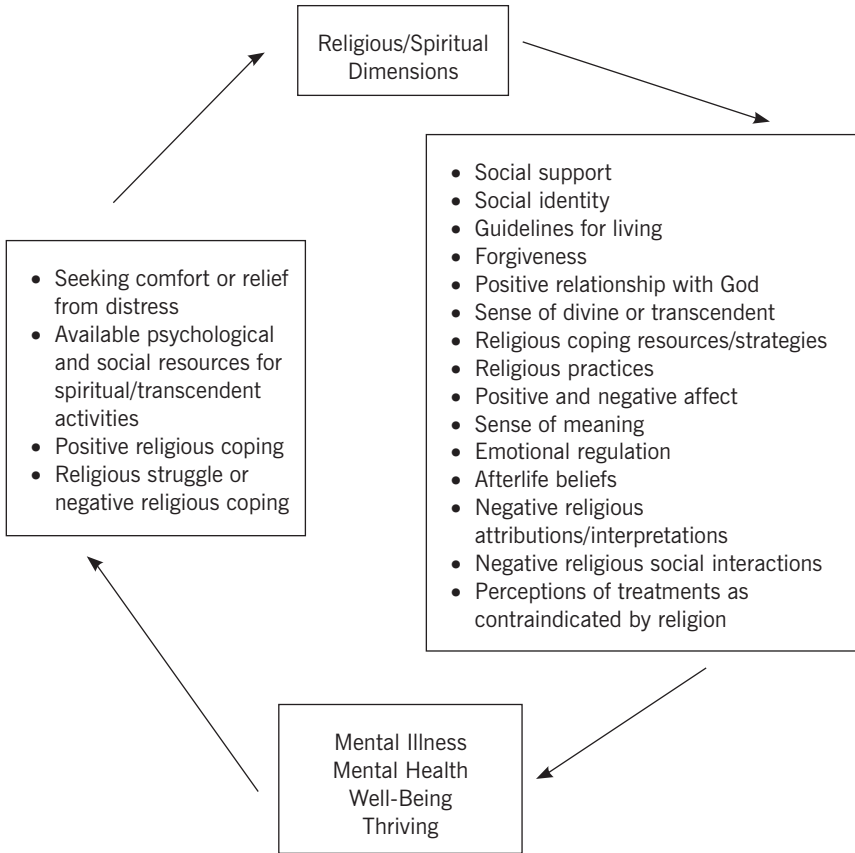 Religious/Spiritual
Dimensions
• Social support
• Social identity
• Guidelines for living
• Forgiveness
• Positive relationship with God
• Sense of divine or transcendent
• Religious coping resources/strategies
• Religious practices
• Positive and negative affect
• Sense of meaning
• Emotional regulation
• Afterlife beliefs
• Negative religious
attributions/interpretations
• Negative religious social interactions
• Perceptions of treatments as
contraindicated by religion
• Seeking comfort or relief
from distress
• Available psychological
and social resources for
spiritual/transcendent
activities
• Positive religious coping
• Religious struggle or
negative religious coping
Mental Illness
Mental Health
Well-Being
Thriving